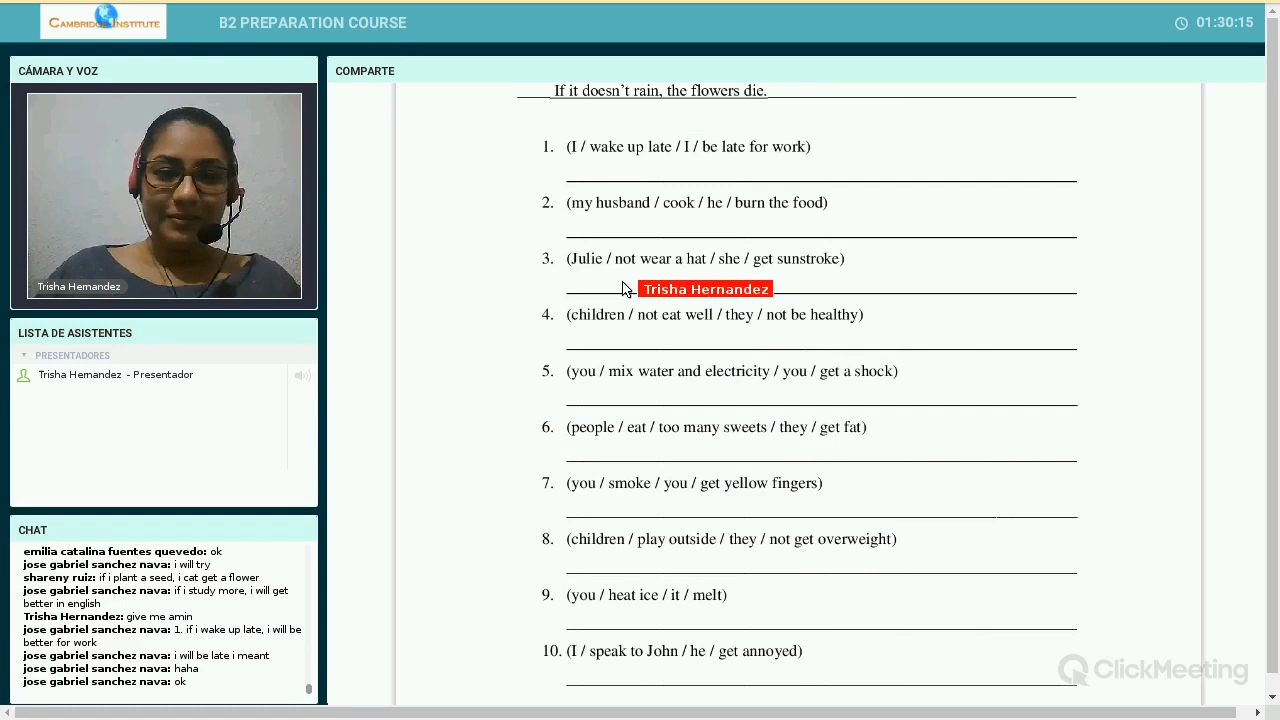 CAMBRIDGE INSTITUTE
B2 PREPARATION COURSE
01:30:15
CÁMARA Y VOZ
Trisha Hernandez
LISTA DE ASISTENTES
PRESENTADORES
Trisha Hernandez - Presentador
CHAT
emilia catalina fuentes quevedo: ok
jose gabriel sanchez nava: i will try
shareny ruiz: if i plant a seed, i cat get a flower
jose gabriel sanchez nava: if i study more, i will get
better in english
Trisha Hernandez: give me amin
jose gabriel sanchez nava: 1. if i wake up late, i will be
better for work
jose gabriel sanchez nava: i will be late i meant
jose gabriel sanchez nava: haha
jose gabriel sanchez nava: ok
COMPARTE
If it doesn't rain, the flowers die.
1. (I / wake up late / I / be late for work)
2. (my husband / cook / he / burn the food)
3. (Julie / not wear a hat / she / get sunstroke)
Trisha Hernandez
4. (children / not eat well / they / not be healthy)
5. (you / mix water and electricity / you / get a shock)
6. (people / eat / too many sweets / they / get fat)
7. (you / smoke / you / get yellow fingers)
8. (children / play outside / they / not get overweight)
9. (you / heat ice / it / melt)
10. (I / speak to John / he / get annoyed)
ClickMeeting